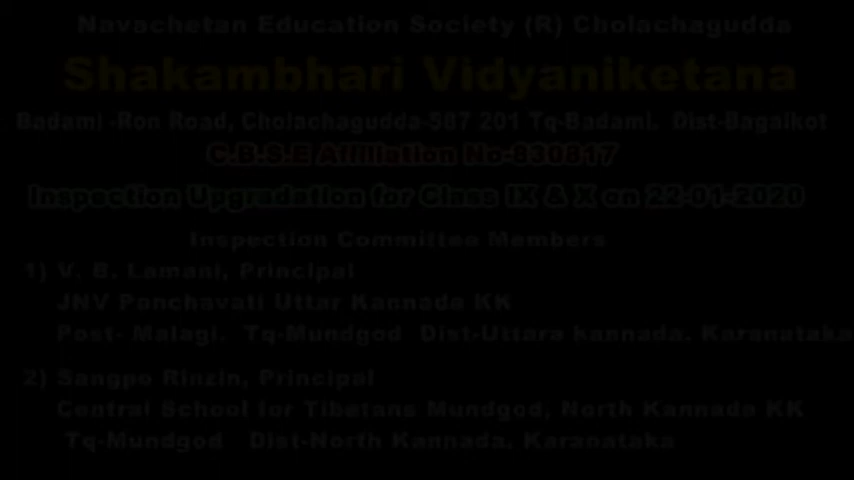 Navachetan Education Society (R) Cholachagudda
Shakambhari Vidyaniketana
Badami -Ron Road, Cholachagudda-587 201 Tq-Badami. Dist-Bagalkot
C.B.S.E Affiliation No-830817
Inspection Upgradation for Class IX & X on 22-01-2020
Inspection Committee Members
1) V. B. Lamani, Principal
JNV Panchavati Uttar Kannada KK
Post- Malagi. Tq-Mundgod Dist-Uttara kannada. Karanataka
2) Sangpo Rinzin, Principal
Central School for Tibetans Mundgod, North Kannada KK
Tq-Mundgod Dist-North Kannada. Karanataka